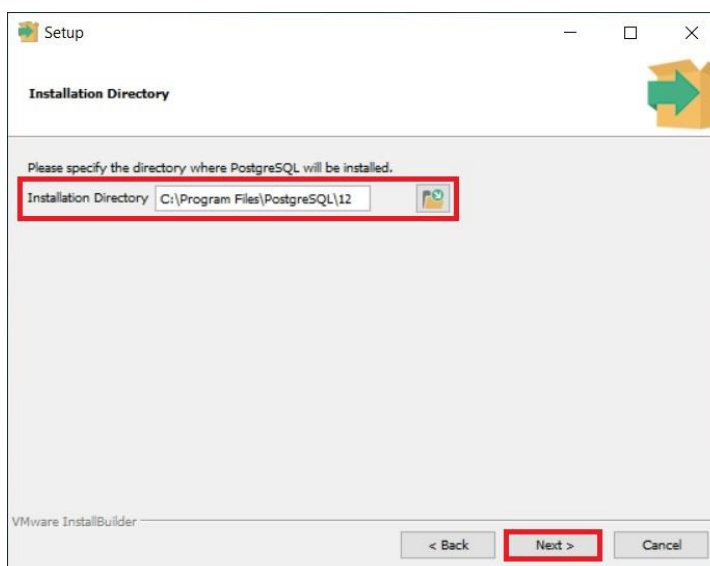 Setup
Installation Directory
Please specify the directory where PostgreSQL will be installed.
Installation Directory C:\Program Files\PostgreSQL\12
VMware InstallBuilder
< Back Next > Cancel